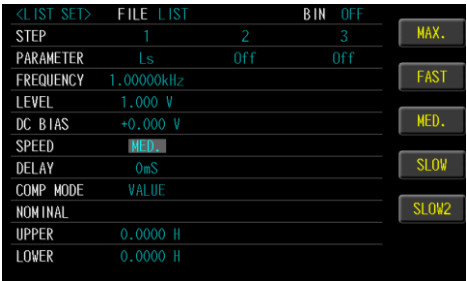 <LIST SET> FILE LIST BIN OFF
STEP 1 2 3
PARAMETER Ls Off Off
FREQUENCY 1.00000kHz
LEVEL 1.000 V
DC BIAS +0.000 V
SPEED MED.
DELAY 0mS
COMP MODE VALUE
NOMINAL
UPPER 0.0000 H
LOWER 0.0000 H
MAX.
FAST
MED.
SLOW
SLOW2